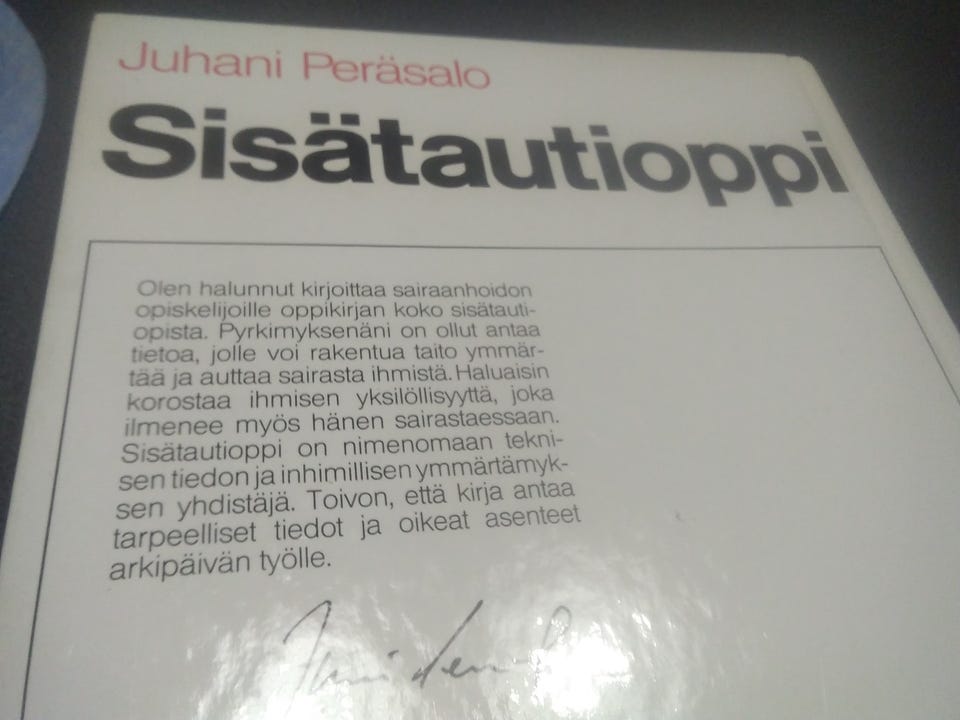 Juhani Peräsalo
Sisätautioppi
Olen halunnut kirjoittaa sairaanhoidon
opiskelijoille oppikirjan koko sisätauti-
opista. Pyrkimyksenäni on ollut antaa
tietoa, jolle voi rakentua taito ymmär-
tää ja auttaa sairasta ihmistä. Haluaisin
korostaa ihmisen yksilöllisyyttä, joka
ilmenee myös hänen sairastaessaan.
Sisätautioppi on nimenomaan tekni-
sen tiedon ja inhimillisen ymmärtämyk-
sen yhdistäjä. Toivon, että kirja antaa
tarpeelliset tiedot ja oikeat asenteet
arkipäivän työlle.